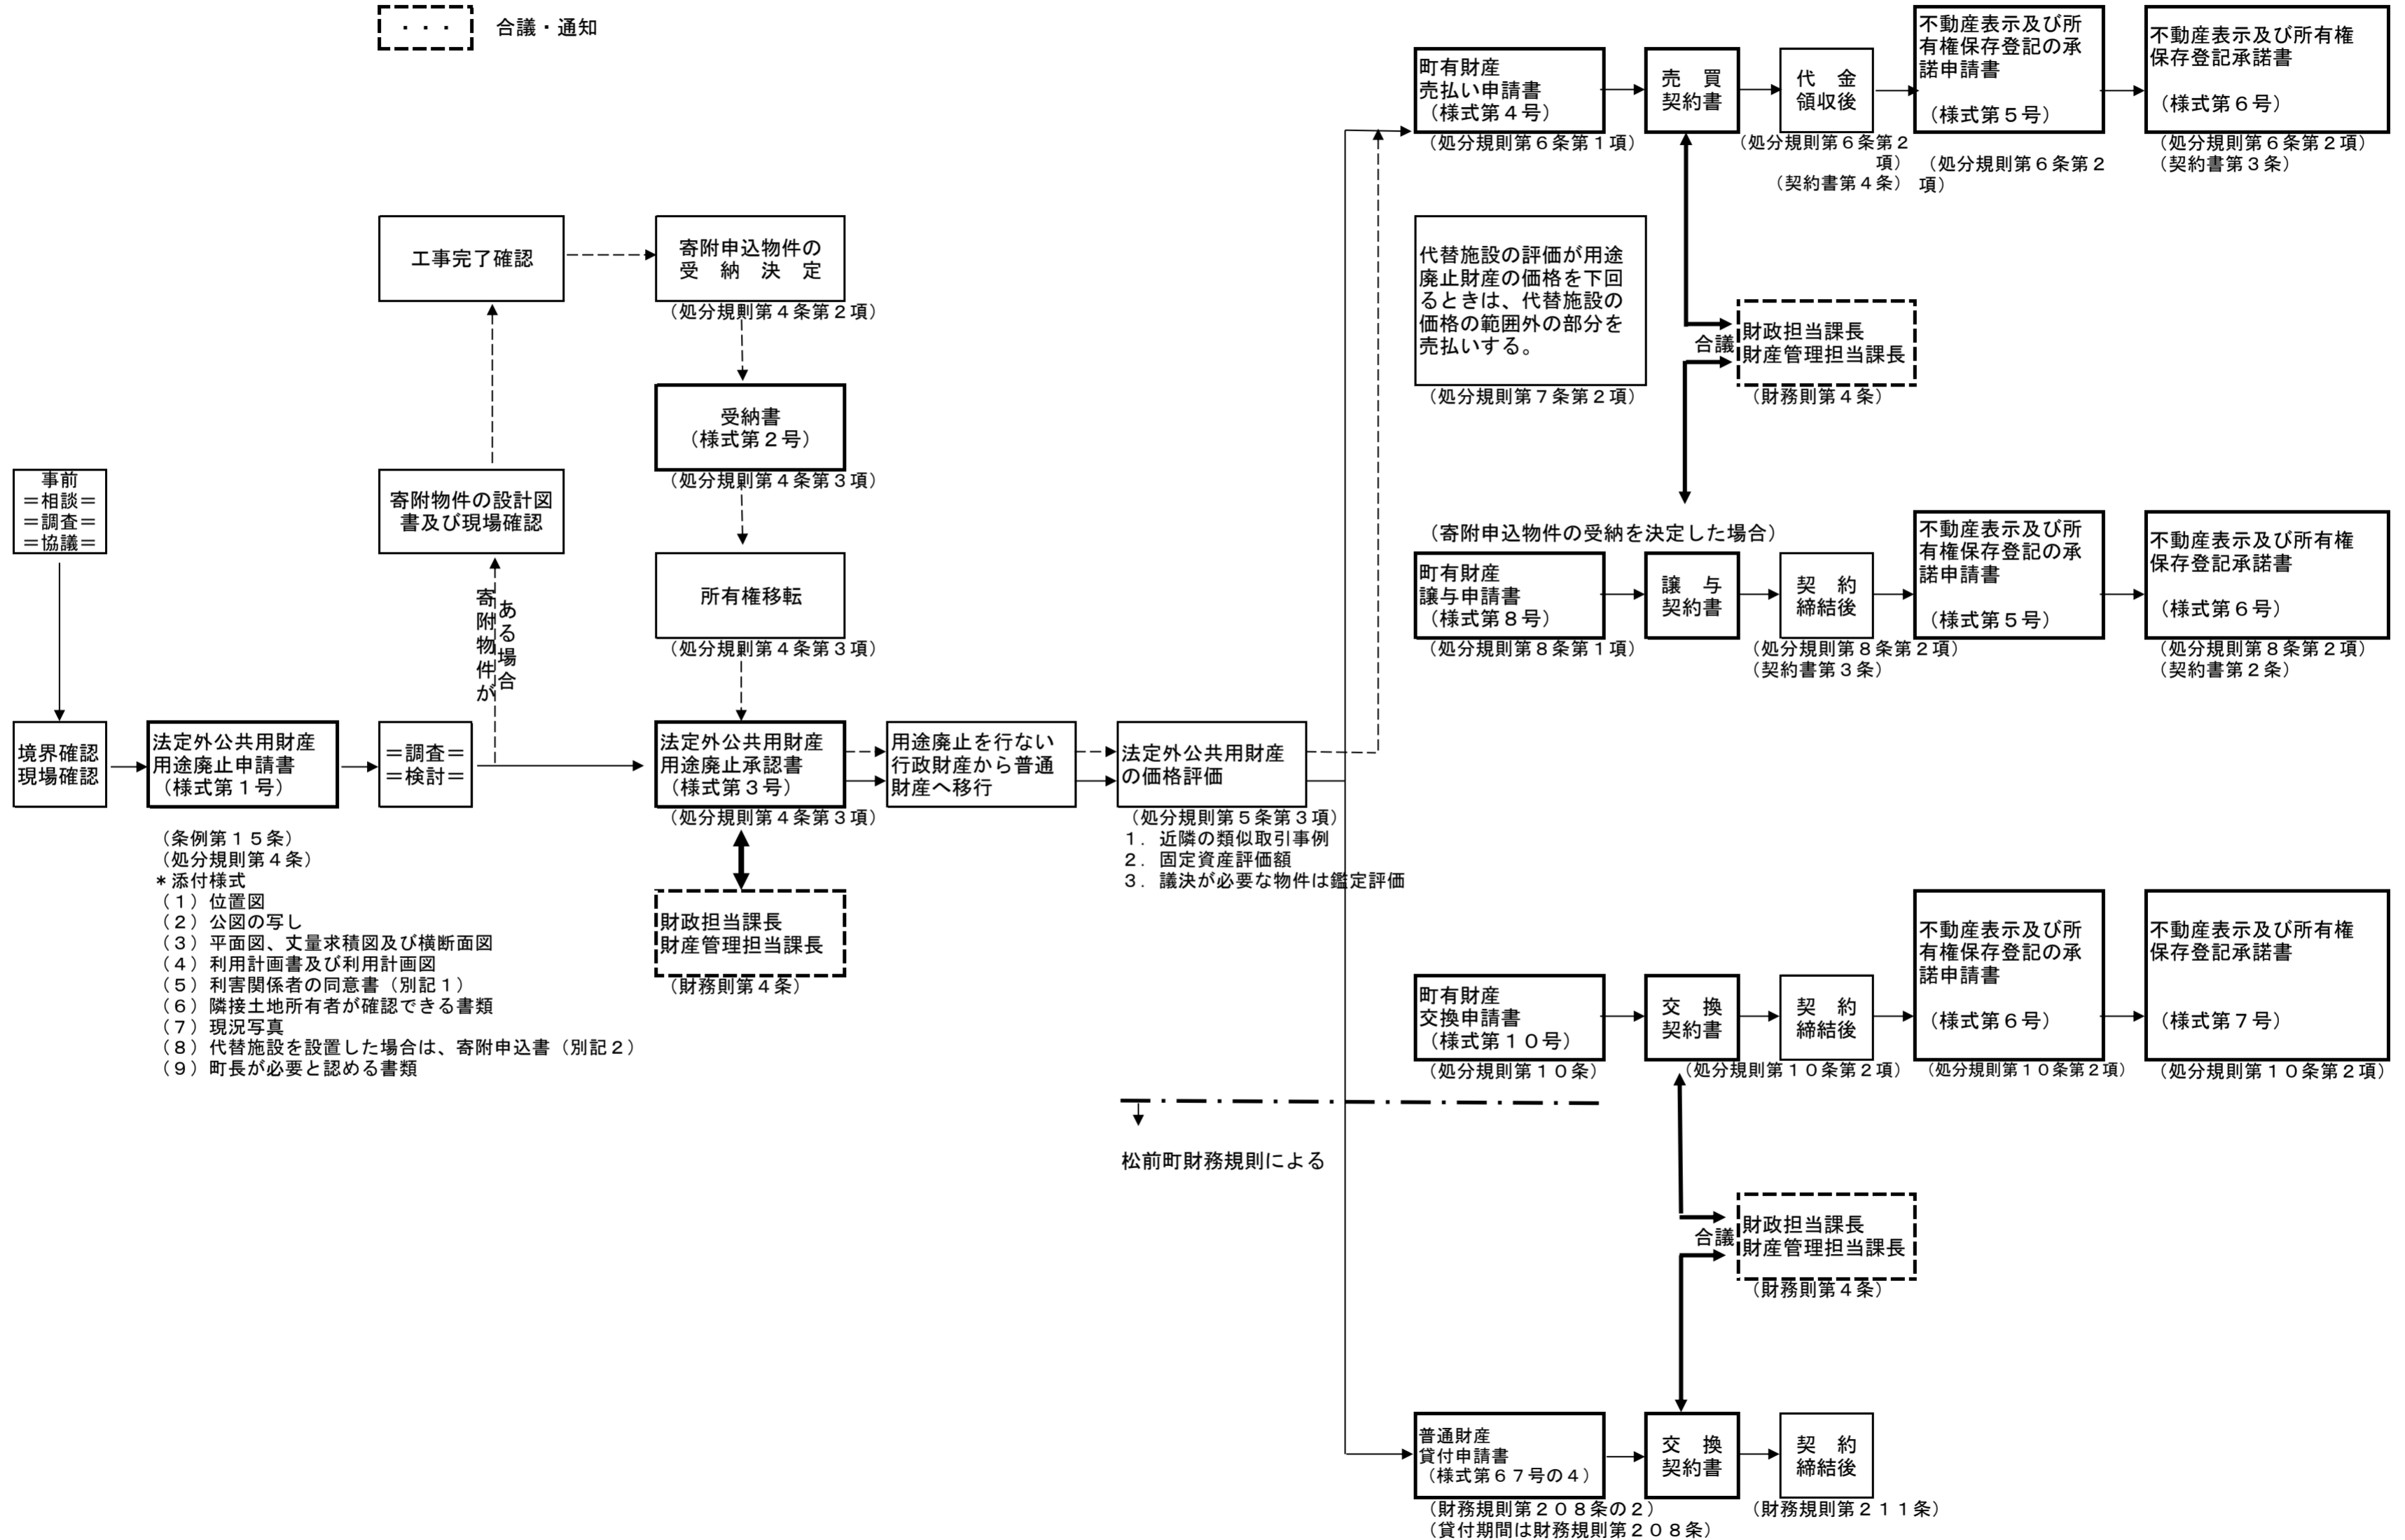 ・・・
合議・通知
町有財産
売払い申請書
（様式第４号）
（処分規則第６条第１項）
売　買
契約書
代　金
領収後
（処分規則第６条第２
項）
（契約書第４条）
不動産表示及び所
有権保存登記の承
諾申請書
（様式第５号）
（処分規則第６条第２
項）
不動産表示及び所有権
保存登記承諾書
（様式第６号）
（処分規則第６条第２項）
（契約書第３条）
工事完了確認
寄附申込物件の
受　納　決　定
（処分規則第４条第２項）
代替施設の評価が用途
廃止財産の価格を下回
るときは、代替施設の
価格の範囲外の部分を
売払いする。
（処分規則第７条第２項）
合議
財政担当課長
財産管理担当課長
（財務則第４条）
受納書
（様式第２号）
（処分規則第４条第３項）
事前
＝相談＝
＝調査＝
＝協議＝
寄附物件の設計図
書及び現場確認
寄附物件が
ある場合
所有権移転
（処分規則第４条第３項）
（寄附申込物件の受納を決定した場合）
町有財産
譲与申請書
（様式第８号）
（処分規則第８条第１項）
譲　与
契約書
契　約
締結後
（処分規則第８条第２項）
（契約書第３条）
不動産表示及び所
有権保存登記の承
諾申請書
（様式第５号）
不動産表示及び所有権
保存登記承諾書
（様式第６号）
（処分規則第８条第２項）
（契約書第２条）
境界確認
現場確認
法定外公共用財産
用途廃止申請書
（様式第１号）
＝調査＝
＝検討＝
法定外公共用財産
用途廃止承認書
（様式第３号）
（処分規則第４条第３項）
用途廃止を行ない
行政財産から普通
財産へ移行
法定外公共用財産
の価格評価
（処分規則第５条第３項）
１．近隣の類似取引事例
２．固定資産評価額
３．議決が必要な物件は鑑定評価
（条例第１５条）
（処分規則第４条）
＊添付様式
（１）位置図
（２）公図の写し
（３）平面図、丈量求積図及び横断面図
（４）利用計画書及び利用計画図
（５）利害関係者の同意書（別記１）
（６）隣接土地所有者が確認できる書類
（７）現況写真
（８）代替施設を設置した場合は、寄附申込書（別記２）
（９）町長が必要と認める書類
財政担当課長
財産管理担当課長
（財務則第４条）
町有財産
交換申請書
（様式第１０号）
（処分規則第１０条）
交　換
契約書
契　約
締結後
（処分規則第１０条第２項）
不動産表示及び所
有権保存登記の承
諾申請書
（様式第６号）
（処分規則第１０条第２項）
不動産表示及び所有権
保存登記承諾書
（様式第７号）
（処分規則第１０条第２項）
松前町財務規則による
合議
財政担当課長
財産管理担当課長
（財務則第４条）
普通財産
貸付申請書
（様式第６７号の４）
（財務規則第２０８条の２）
（貸付期間は財務規則第２０８条）
交　換
契約書
契　約
締結後
（財務規則第２１１条）